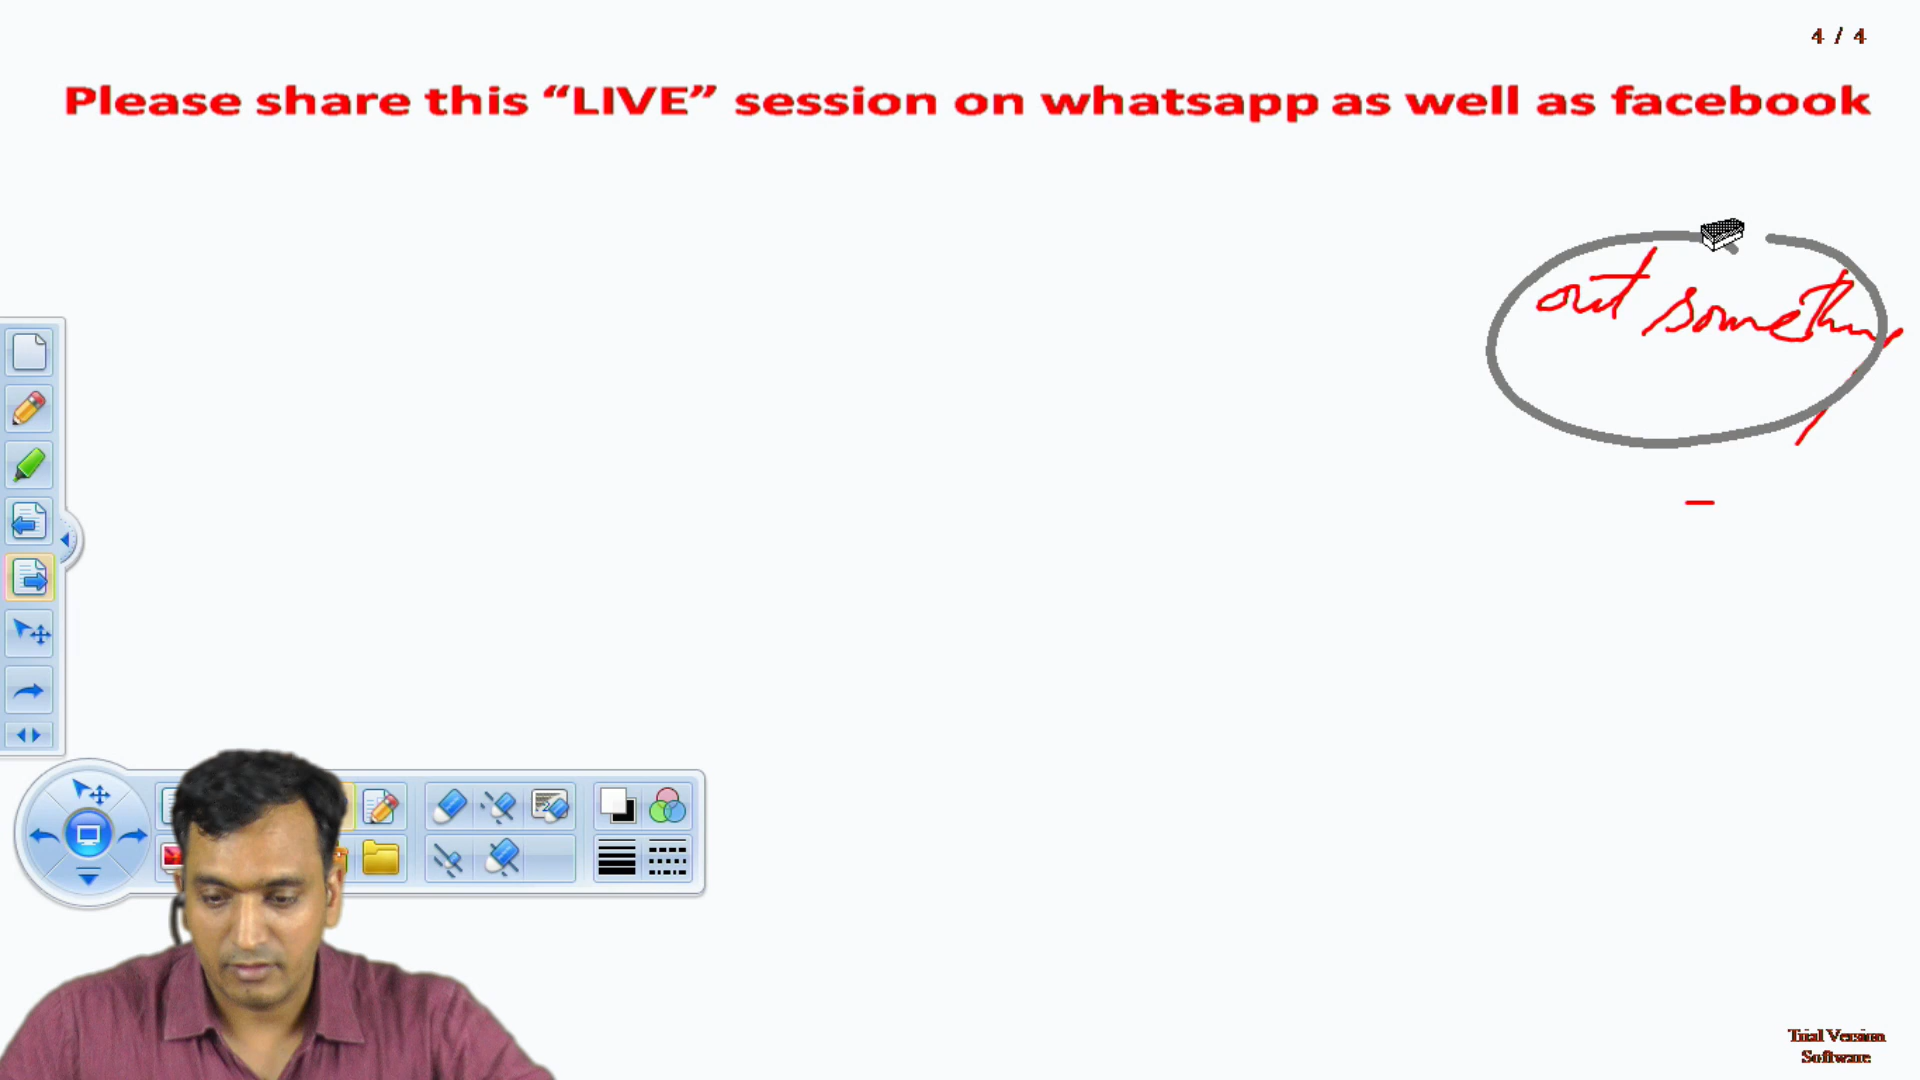 4 / 4
Please share this “LIVE” session on whatsapp as well as facebook
out something
Trial Version
Software